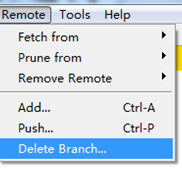 Remote Tools Help
Fetch from
Prune from
Remove Remote
Add... Ctrl-A
Push... Ctrl-P
Delete Branch...